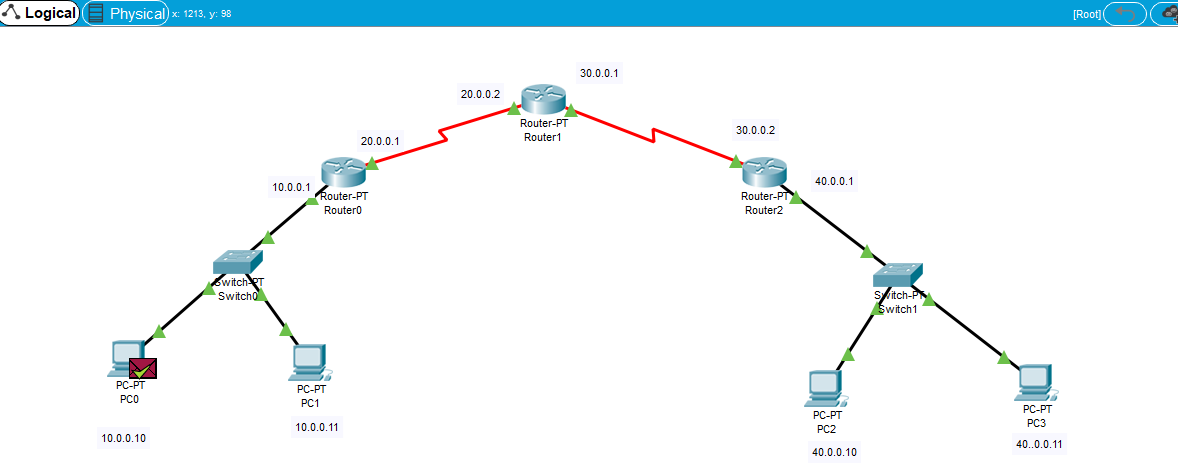 Logical
Physical
x: 1213, y: 98
[Root]
30.0.0.1
20.0.0.2
Router-PT
Router1
30.0.0.2
20.0.0.1
40.0.0.1
10.0.0.1
Router-PT
Router0
Router-PT
Router2
Switch-PT
Switch0
Switch-PT
Switch1
PC-PT
PC0
PC-PT
PC1
PC-PT
PC2
PC-PT
PC3
10.0.0.10
10.0.0.11
40.0.0.10
40..0.0.11